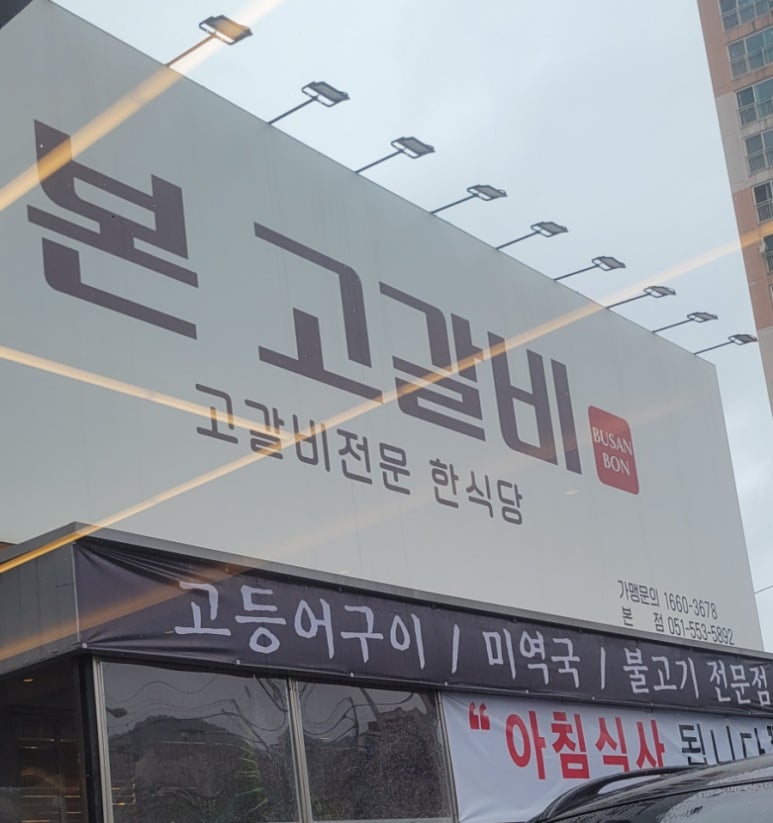 본 고갈비
BUSAN
BON
고갈비전문 한식당
가맹문의 1660-3678
본 점 051-553-5892
고등어구이 / 미역국 / 불고기 전문점
“아침식사 됩니다